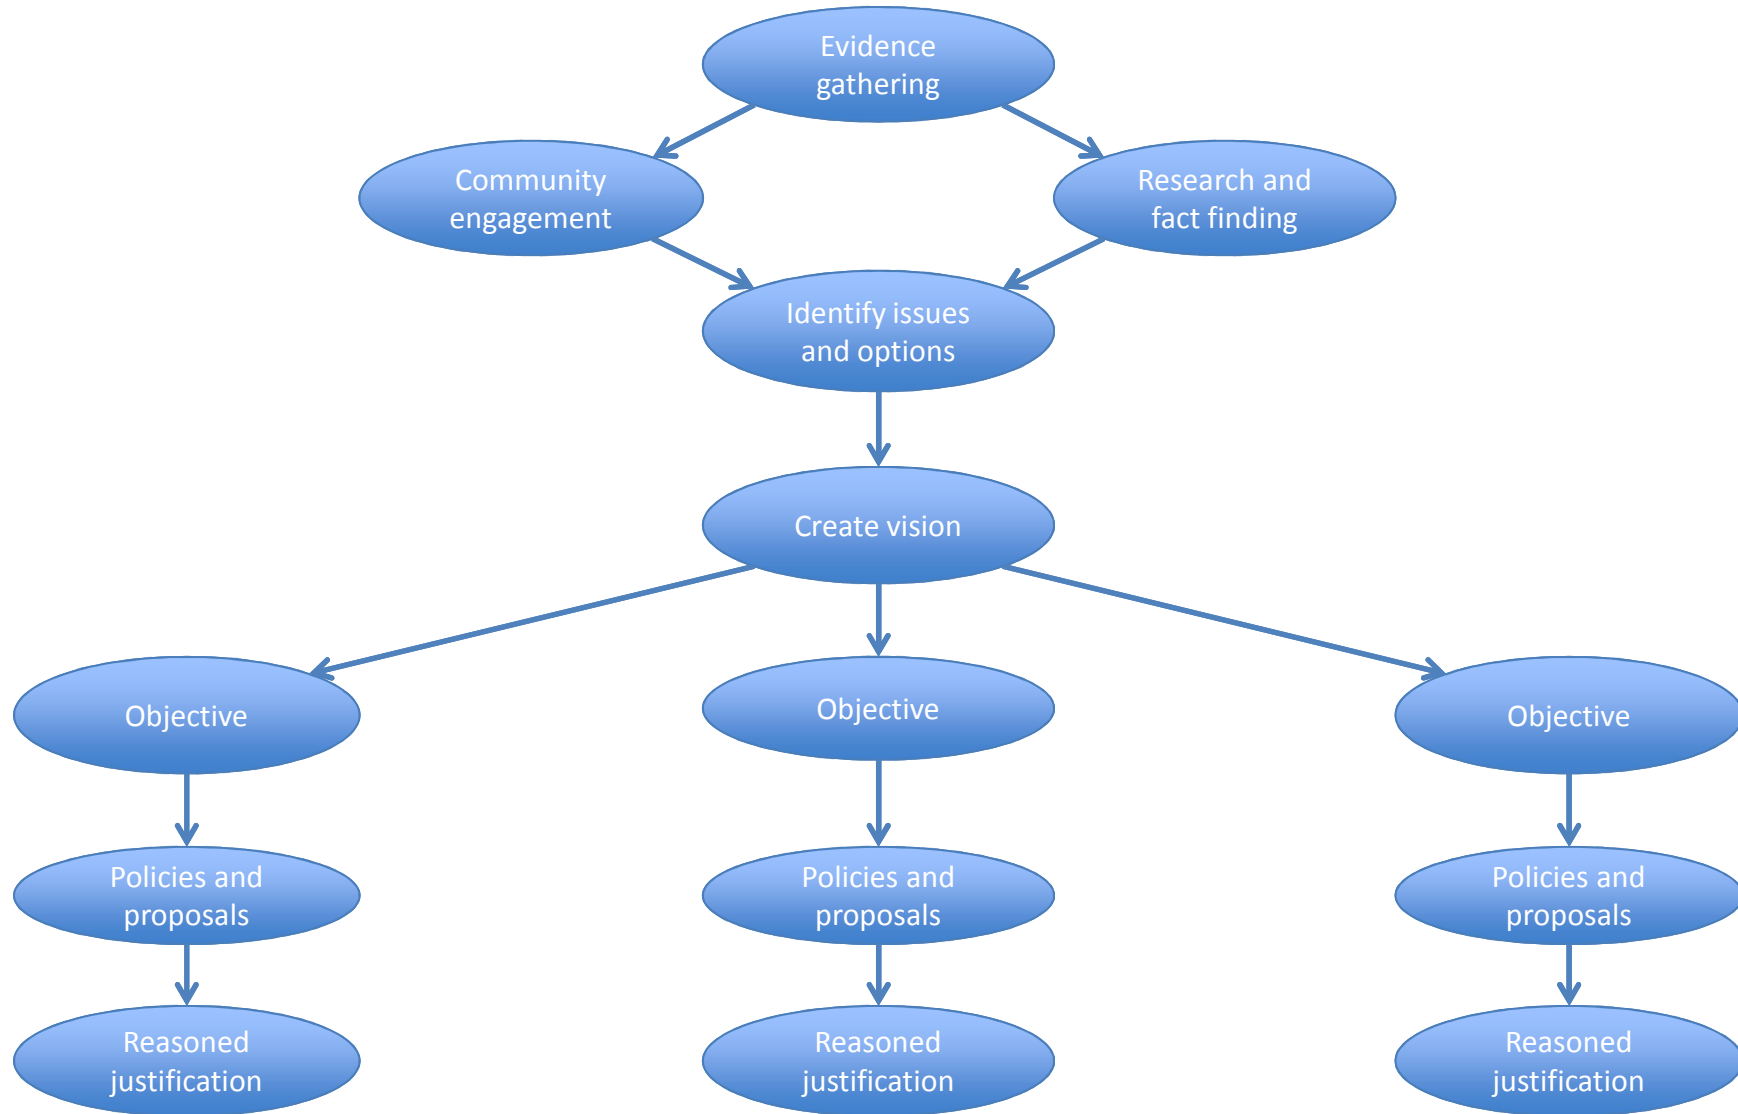 Evidence
gathering
Community
engagement
Research and
fact finding
Identify issues
and options
Create vision
Objective
Objective
Objective
Policies and
proposals
Policies and
proposals
Policies and
proposals
Reasoned
justification
Reasoned
justification
Reasoned
justification